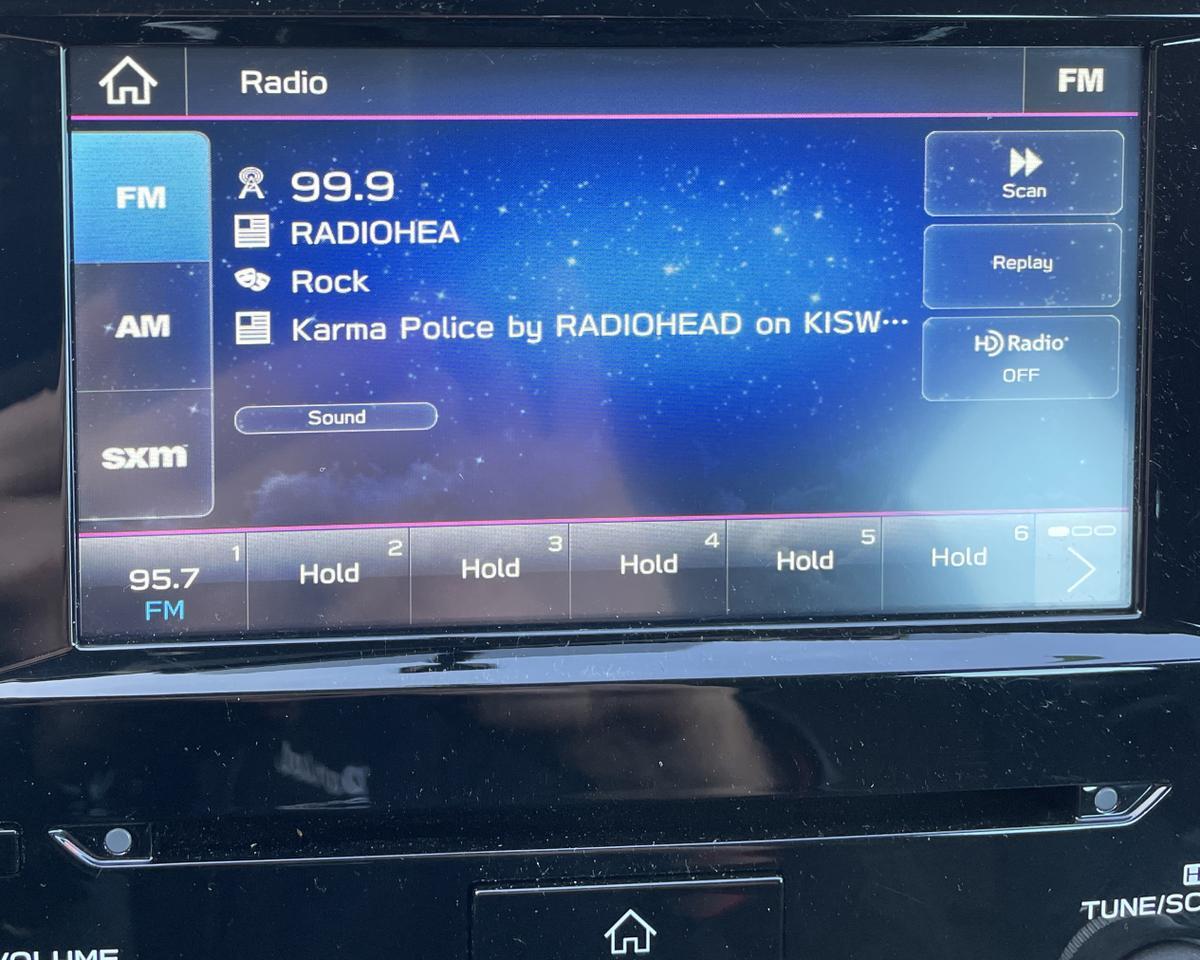 Radio
FM
FM
AM
sxm
99.9
RADIOHEA
Rock
Karma Police by RADIOHEAD on KISW...
Sound
Scan
Replay
HD Radio
OFF
1
95.7
FM
2
Hold
3
Hold
4
Hold
5
Hold
6
Hold
VOLUME
TUNE/SC